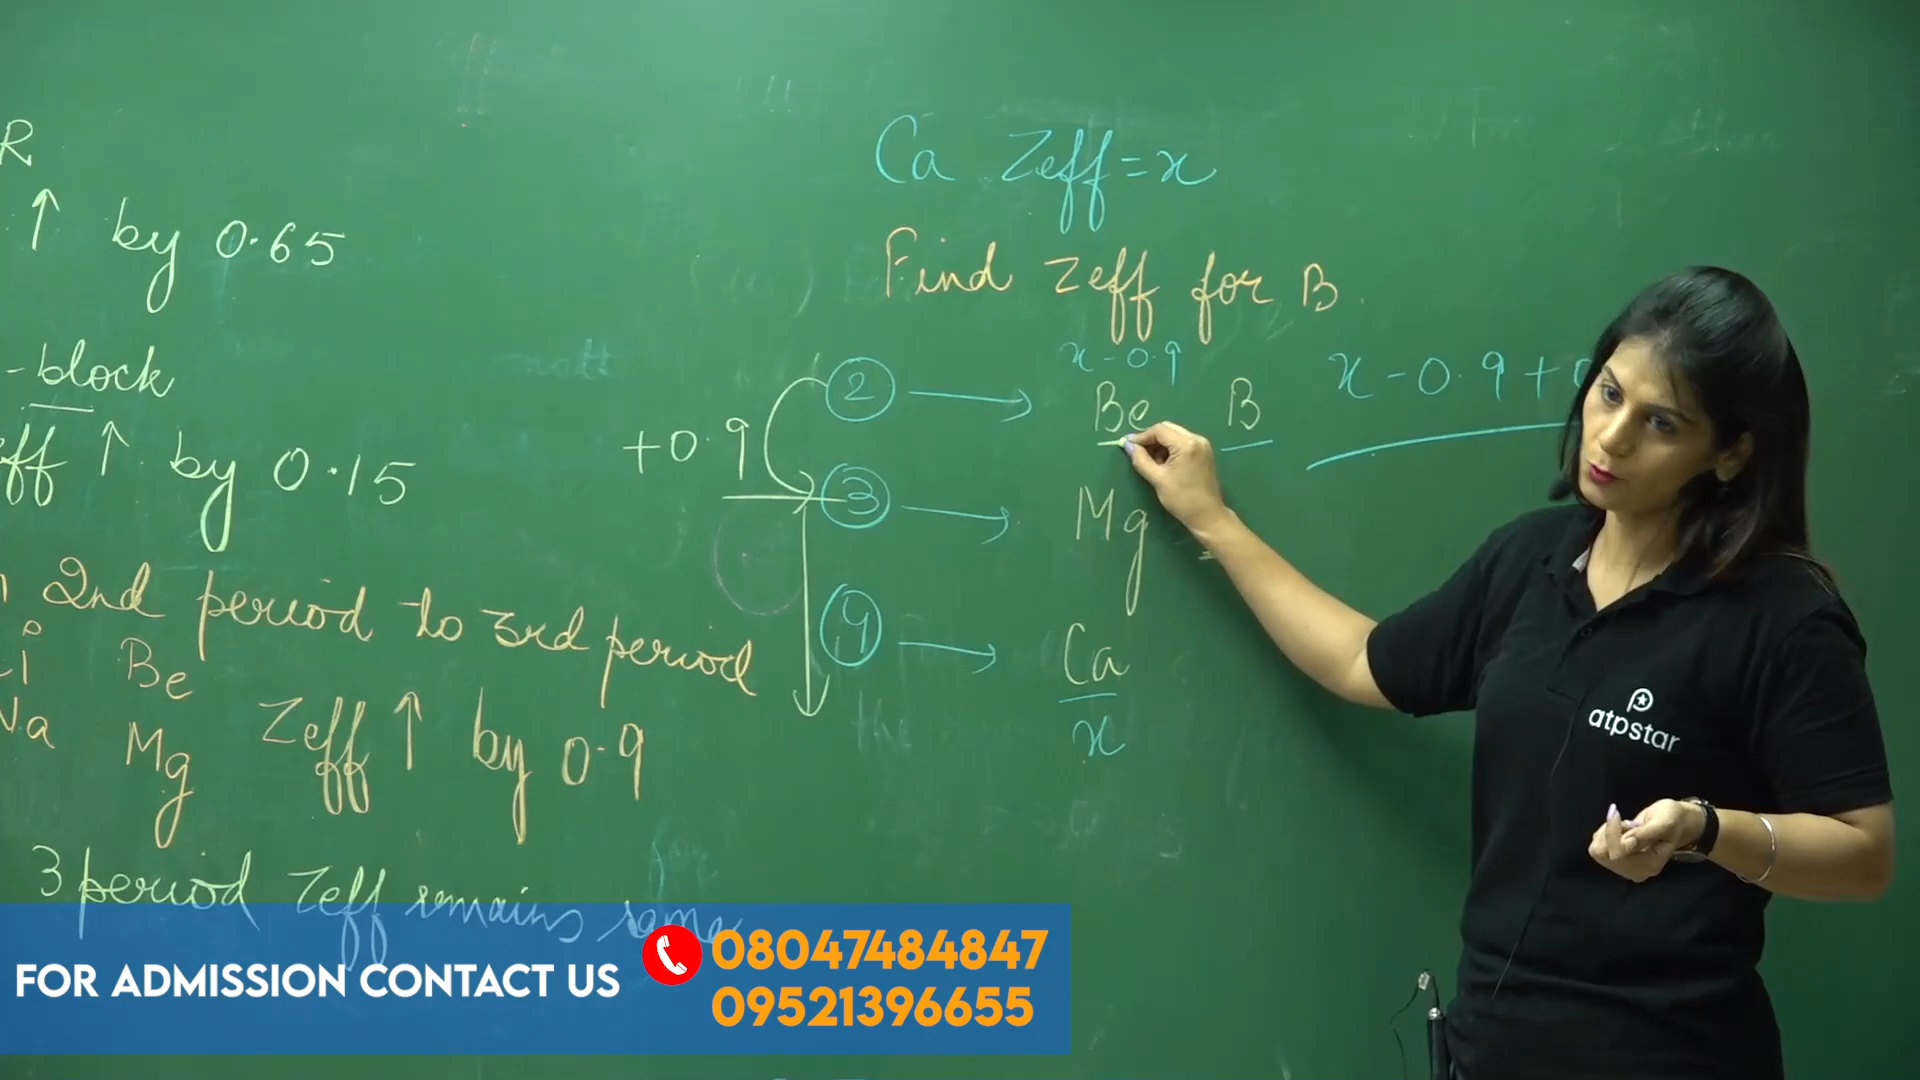 R
↑ by 0.65
-block
eff ↑ by 0.15
2nd period to 3rd period
i Be
Na Mg Zeff ↑ by 0.9
3 period Zeff remains same
Ca Zeff = x
Find Zeff for B.
x-0.9
+0.9 ② → Be B x-0.9+0
③ → Mg
④ → Ca
x
atpstar
FOR ADMISSION CONTACT US
08047484847
09521396655